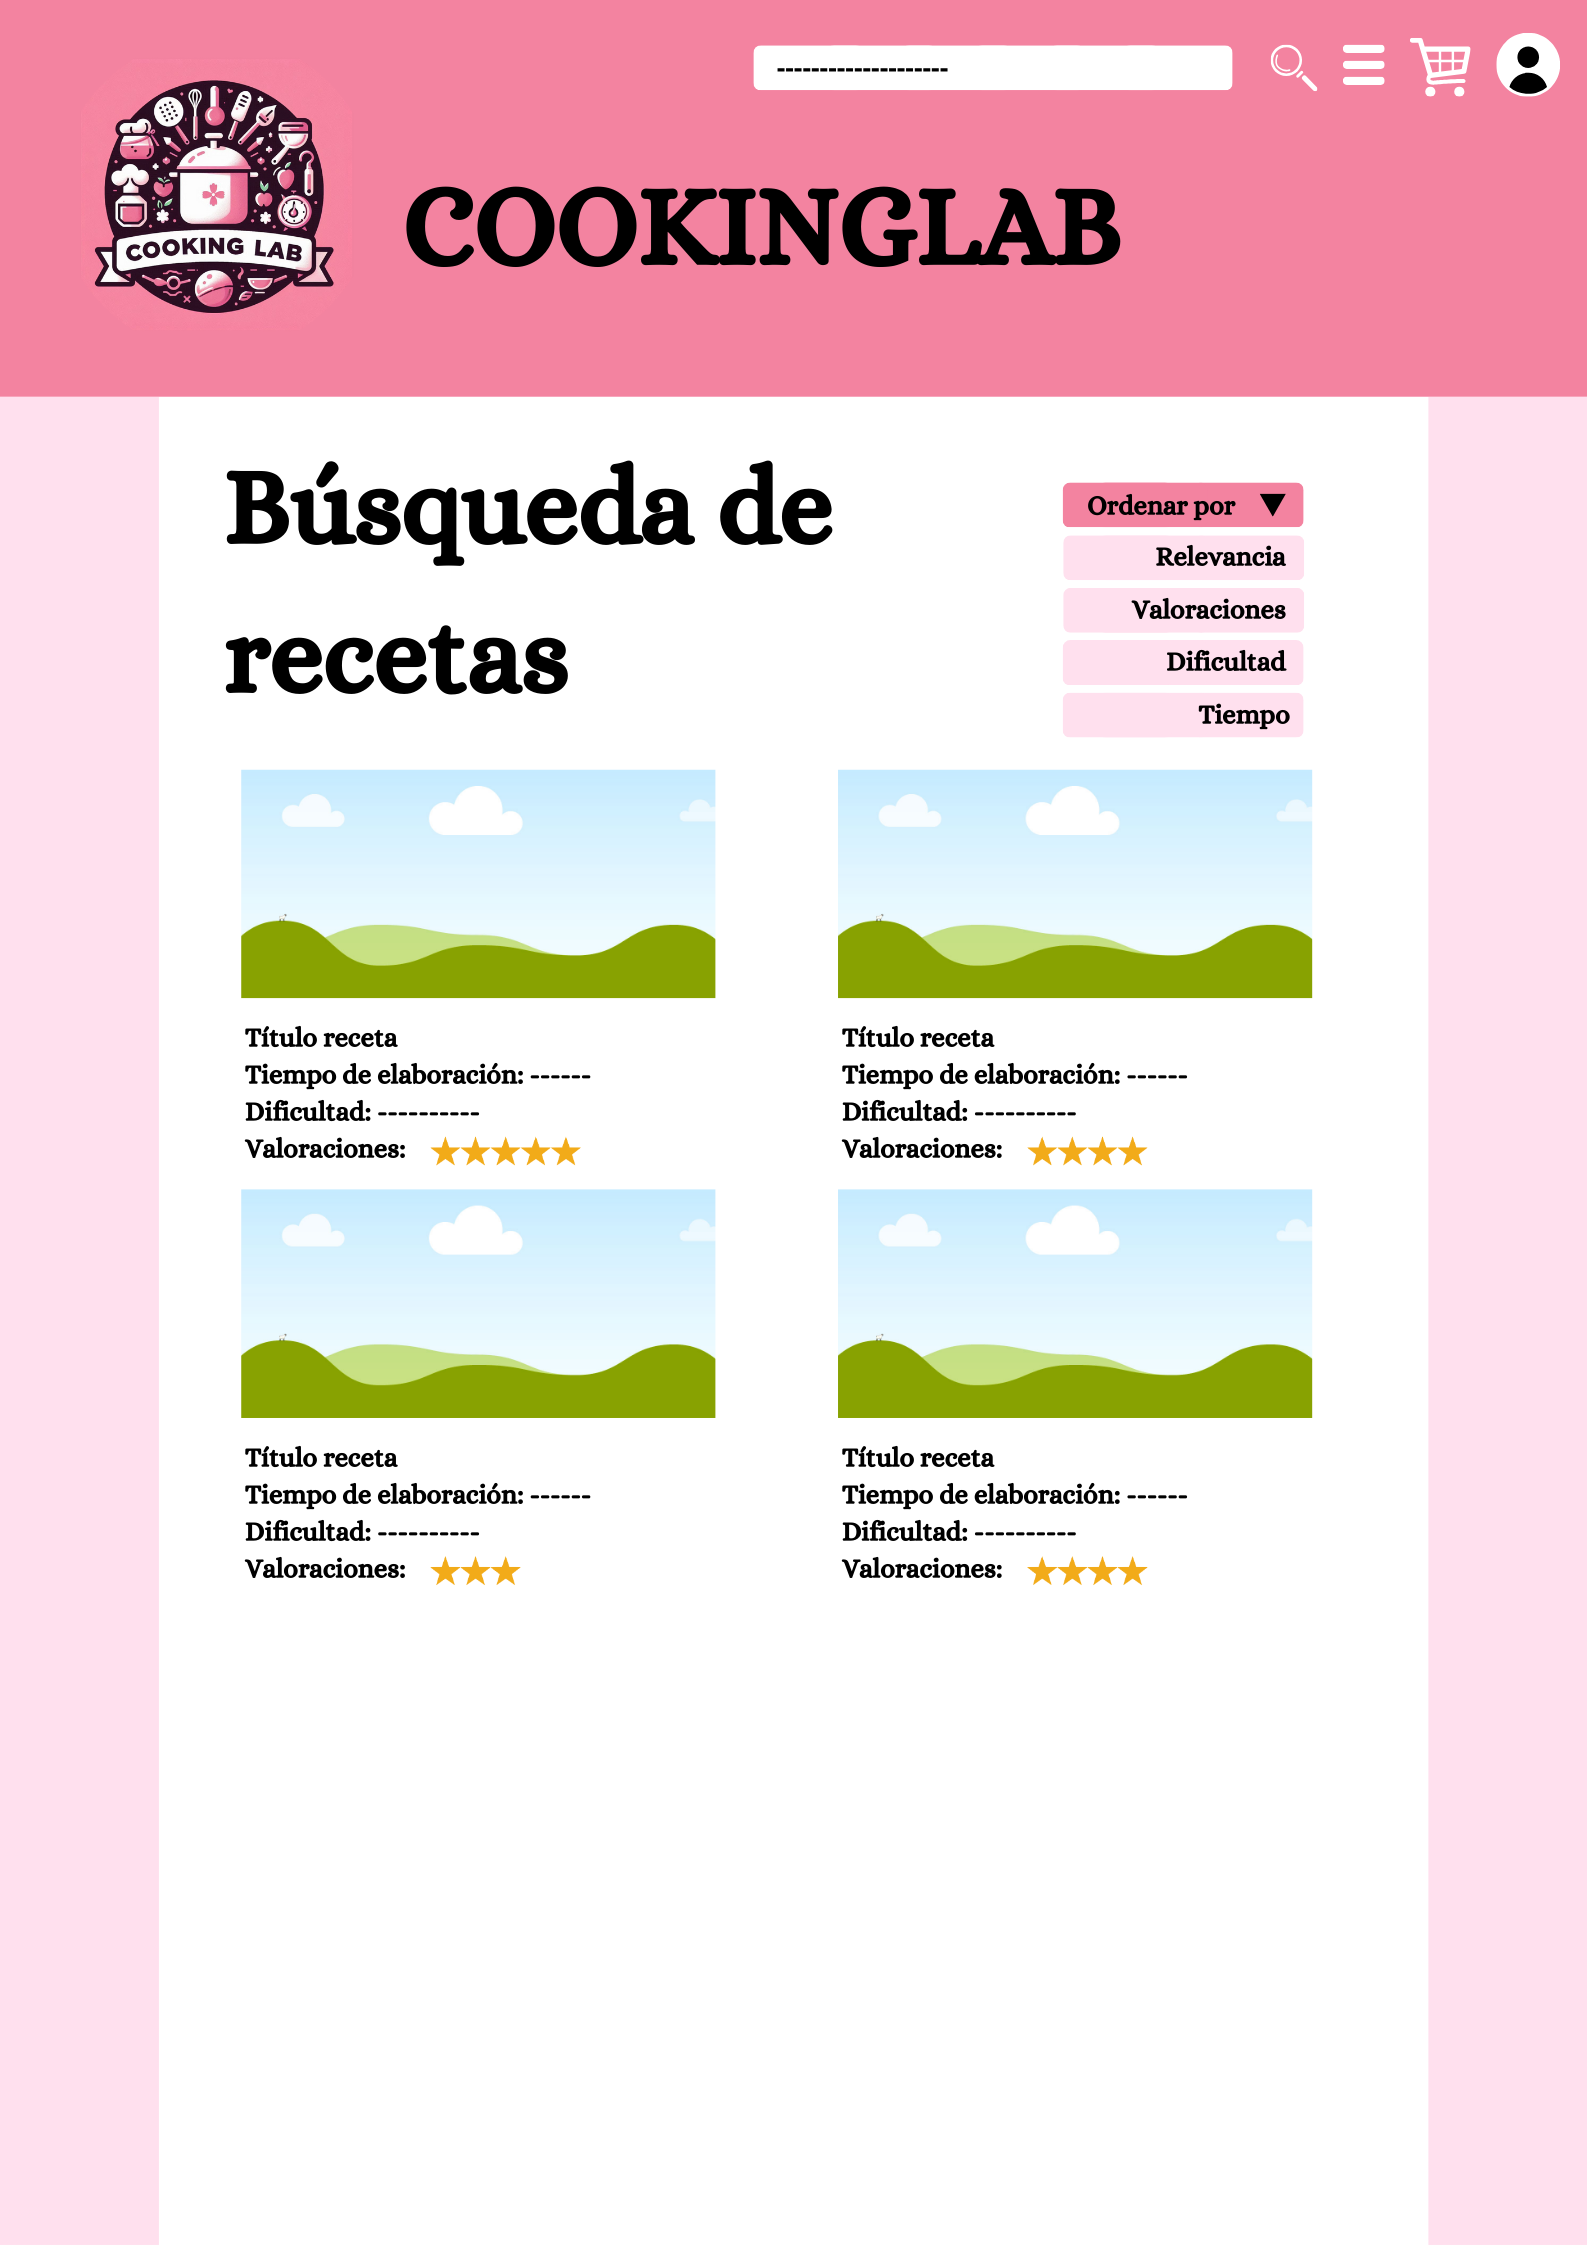 --------------------
COOKING LAB
COOKINGLAB
Búsqueda de
recetas
Ordenar por
Relevancia
Valoraciones
Dificultad
Tiempo
Título receta
Tiempo de elaboración: ------
Dificultad: ----------
Valoraciones:
Título receta
Tiempo de elaboración: ------
Dificultad: ----------
Valoraciones:
Título receta
Tiempo de elaboración: ------
Dificultad: ----------
Valoraciones:
Título receta
Tiempo de elaboración: ------
Dificultad: ----------
Valoraciones: